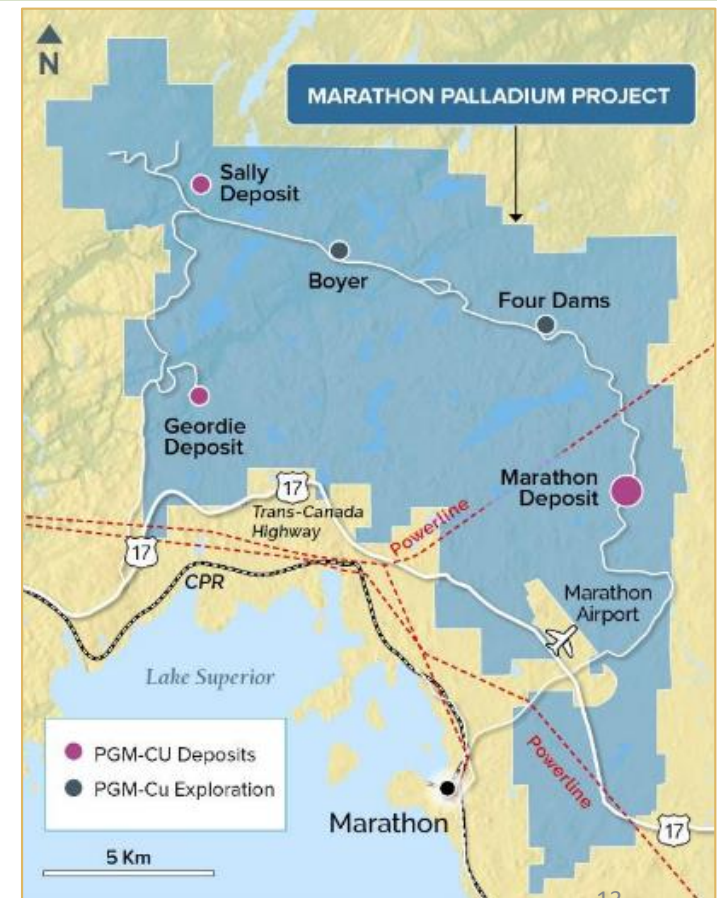 N
MARATHON PALLADIUM PROJECT
Sally
Deposit
Boyer
Four Dams
Geordie
Deposit
Marathon
Deposit
17
Trans-Canada
Highway
Powerline
17
CPR
Marathon
Airport
Lake Superior
PGM-CU Deposits
PGM-Cu Exploration
Powerline
Marathon
17
5 Km